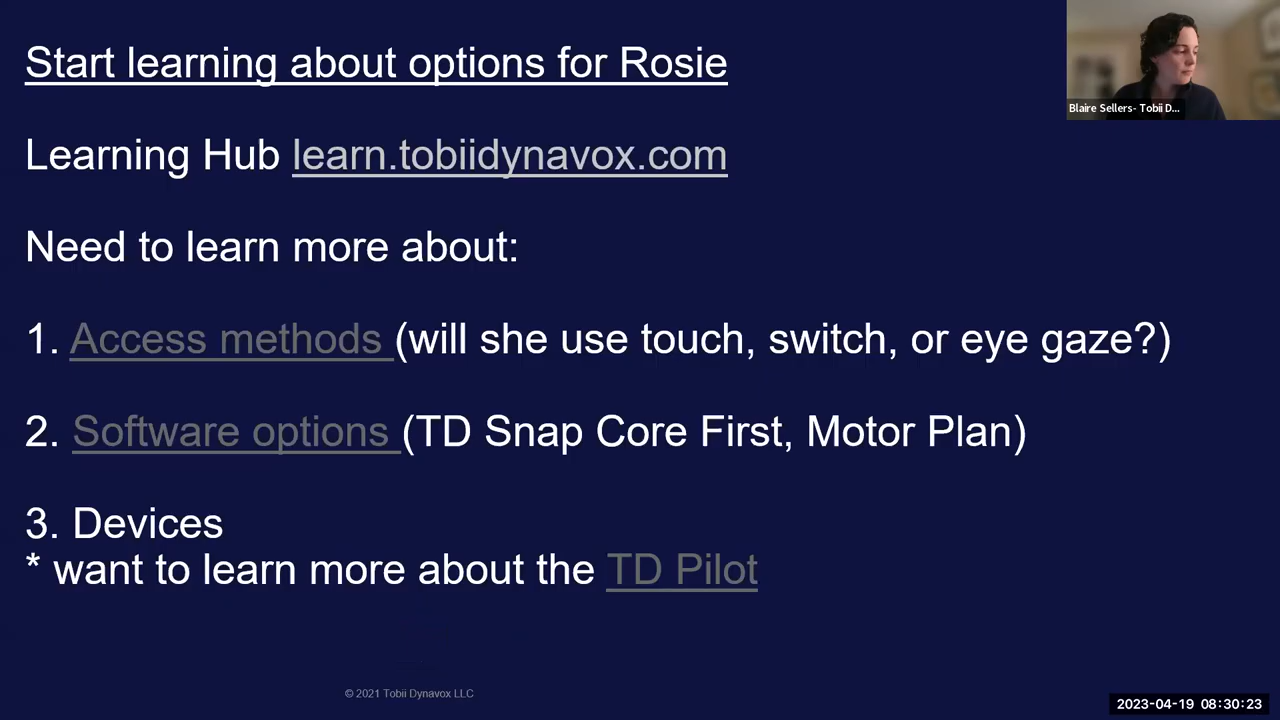 Start learning about options for Rosie
Blaire Sellers- Tobii D...
Learning Hub learn.tobiidynavox.com
Need to learn more about:
1. Access methods (will she use touch, switch, or eye gaze?)
2. Software options (TD Snap Core First, Motor Plan)
3. Devices
* want to learn more about the TD Pilot
© 2021 Tobii Dynavox LLC
2023-04-19 08:30:23